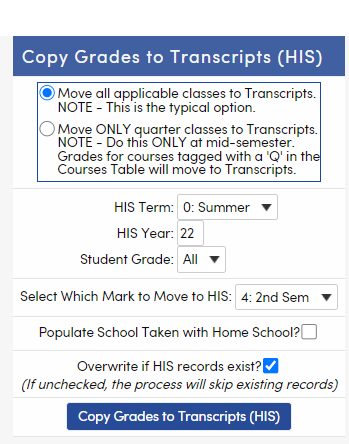 Copy Grades to Transcripts (HIS)
Move all applicable classes to Transcripts.
NOTE - This is the typical option.
Move ONLY quarter classes to Transcripts.
NOTE - Do this ONLY at mid-semester.
Grades for courses tagged with a 'Q' in the
Courses Table will move to Transcripts.
HIS Term: 0: Summer
HIS Year: 22
Student Grade: All
Select Which Mark to Move to HIS: 4: 2nd Sem
Populate School Taken with Home School?
Overwrite if HIS records exist?
(If unchecked, the process will skip existing records)
Copy Grades to Transcripts (HIS)